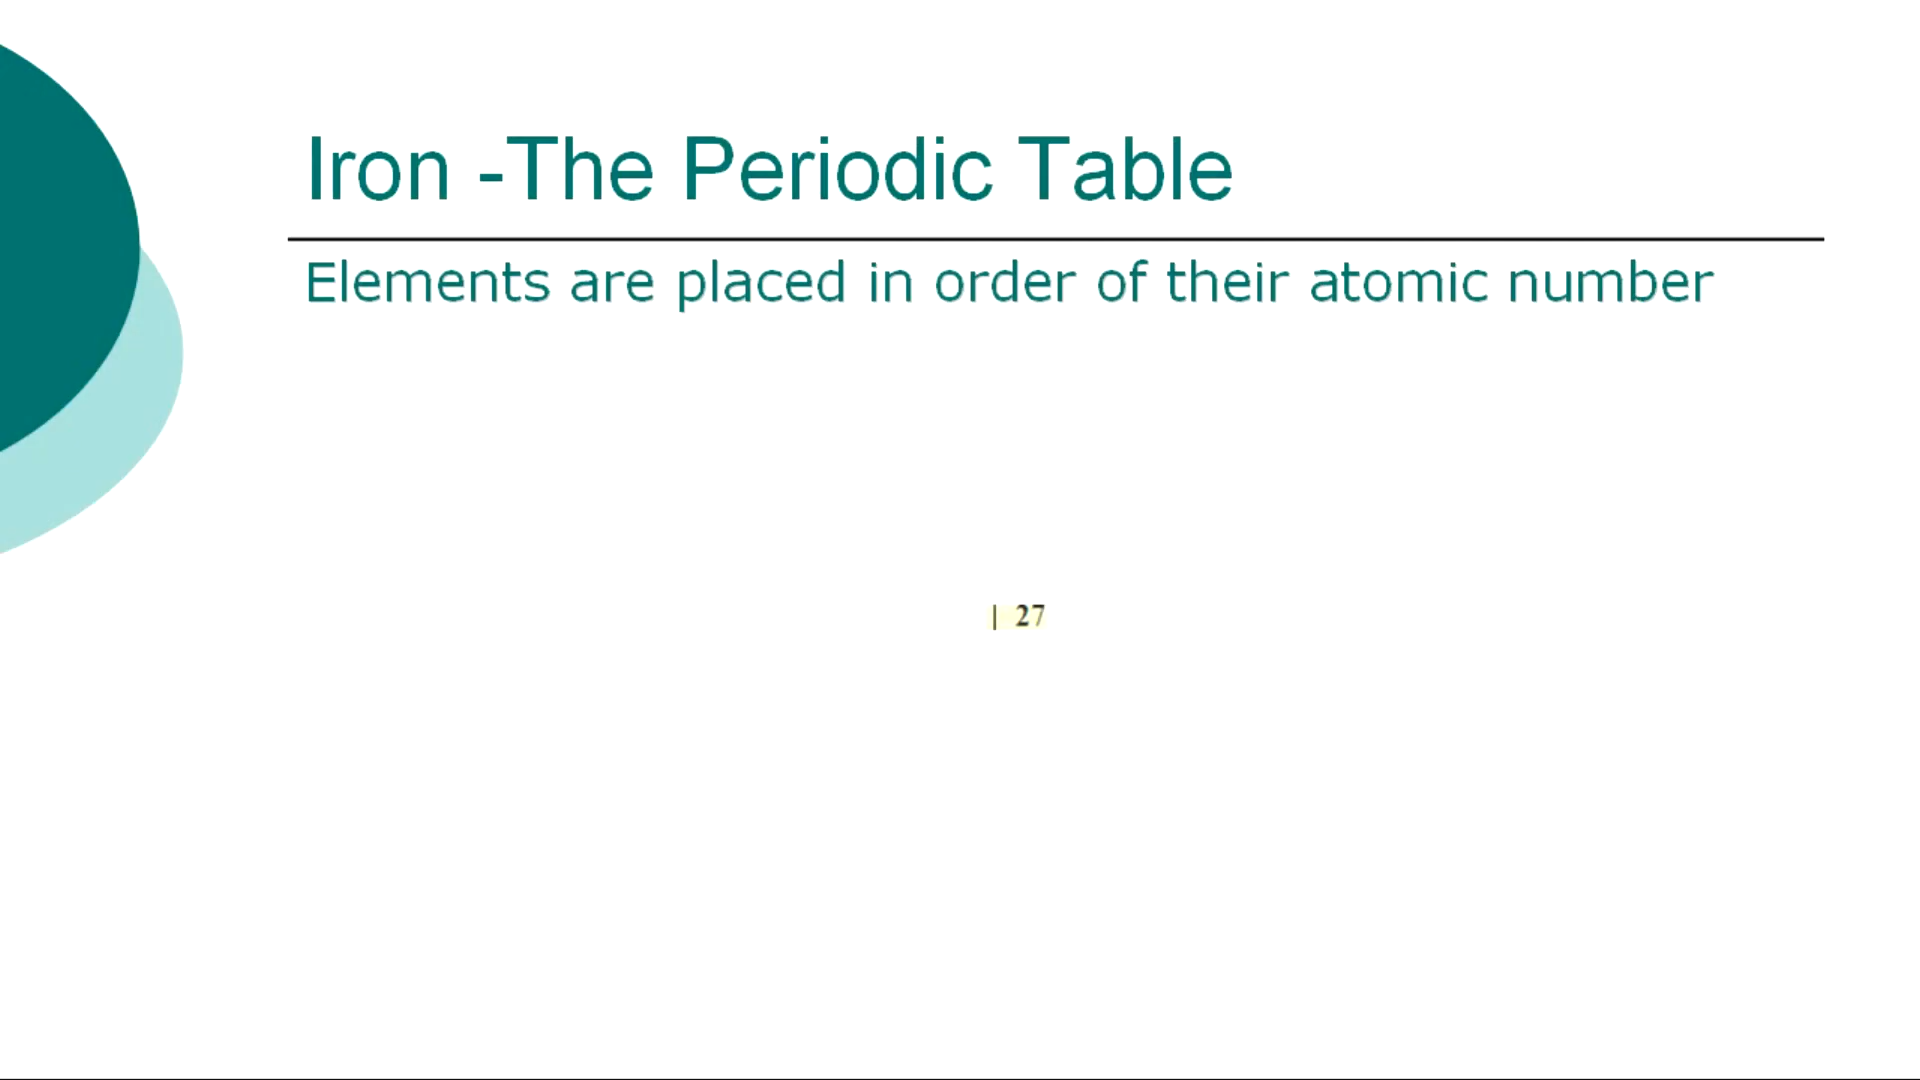 Iron -The Periodic Table
Elements are placed in order of their atomic number
| 27